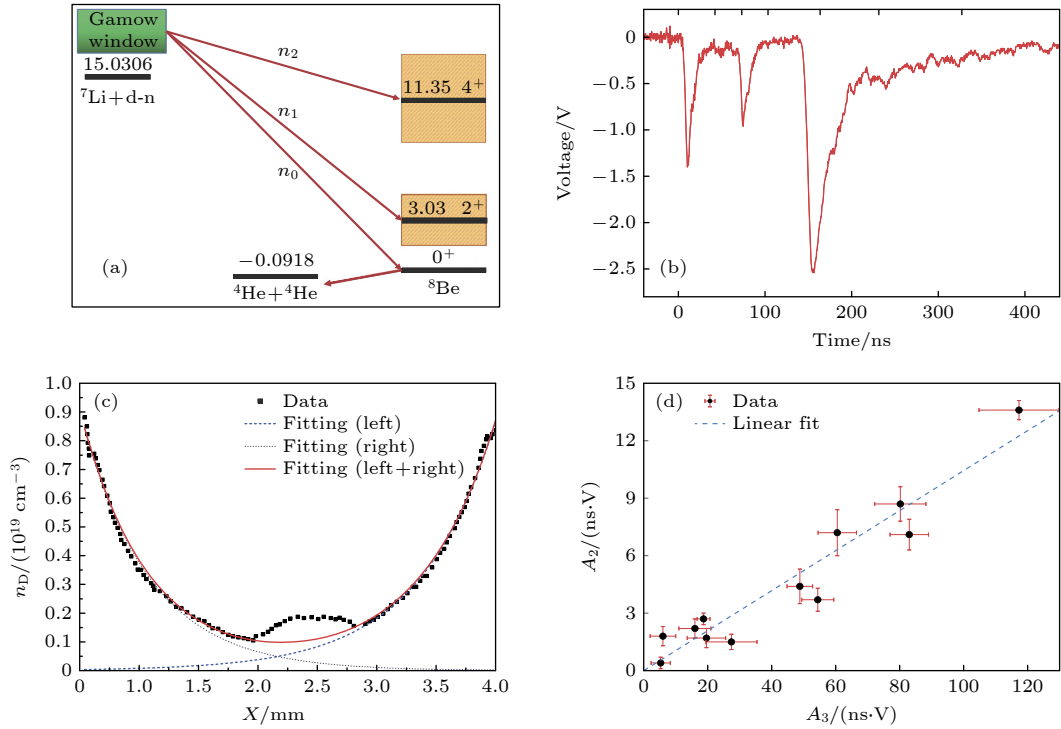 Gamow
window
15.0306
⁷Li+d-n
n₂
n₁
n₀
11.35 4⁺
3.03 2⁺
0⁺
⁸Be
−0.0918
⁴He+⁴He
(a)
0
−0.5
−1.0
−1.5
−2.0
−2.5
Voltage/V
(b)
0 100 200 300 400
Time/ns
1.0
0.9
0.8
0.7
0.6
0.5
0.4
0.3
0.2
0.1
0
n_D/(10¹⁹ cm⁻³)
(c)
Data
Fitting (left)
Fitting (right)
Fitting (left+right)
0 0.5 1.0 1.5 2.0 2.5 3.0 3.5 4.0
X/mm
15
12
9
6
3
0
A₂/(ns·V)
(d)
Data
Linear fit
0 20 40 60 80 100 120
A₃/(ns·V)